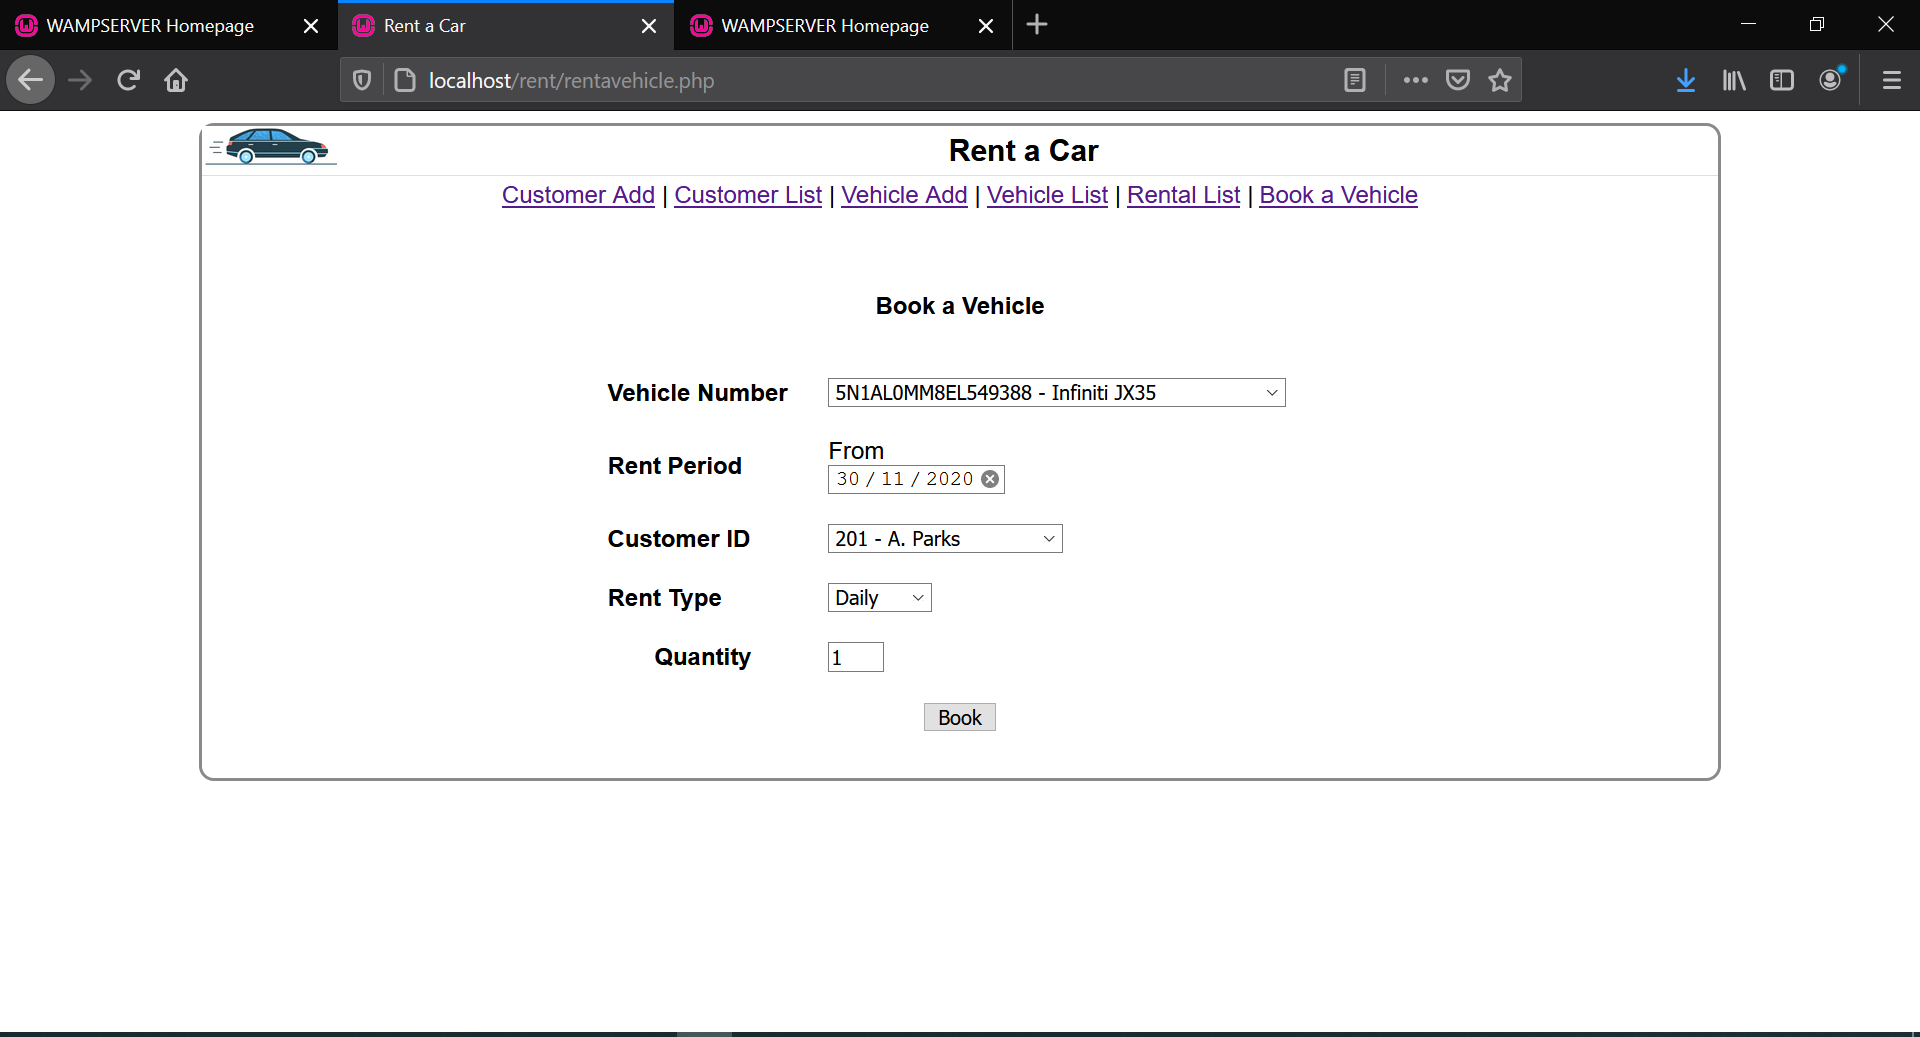 WAMPSERVER Homepage
Rent a Car
WAMPSERVER Homepage
localhost/rent/rentavehicle.php
Rent a Car
Customer Add | Customer List | Vehicle Add | Vehicle List | Rental List | Book a Vehicle
Book a Vehicle
Vehicle Number 5N1AL0MM8EL549388 - Infiniti JX35
From
Rent Period 30 / 11 / 2020
Customer ID 201 - A. Parks
Rent Type Daily
Quantity 1
Book